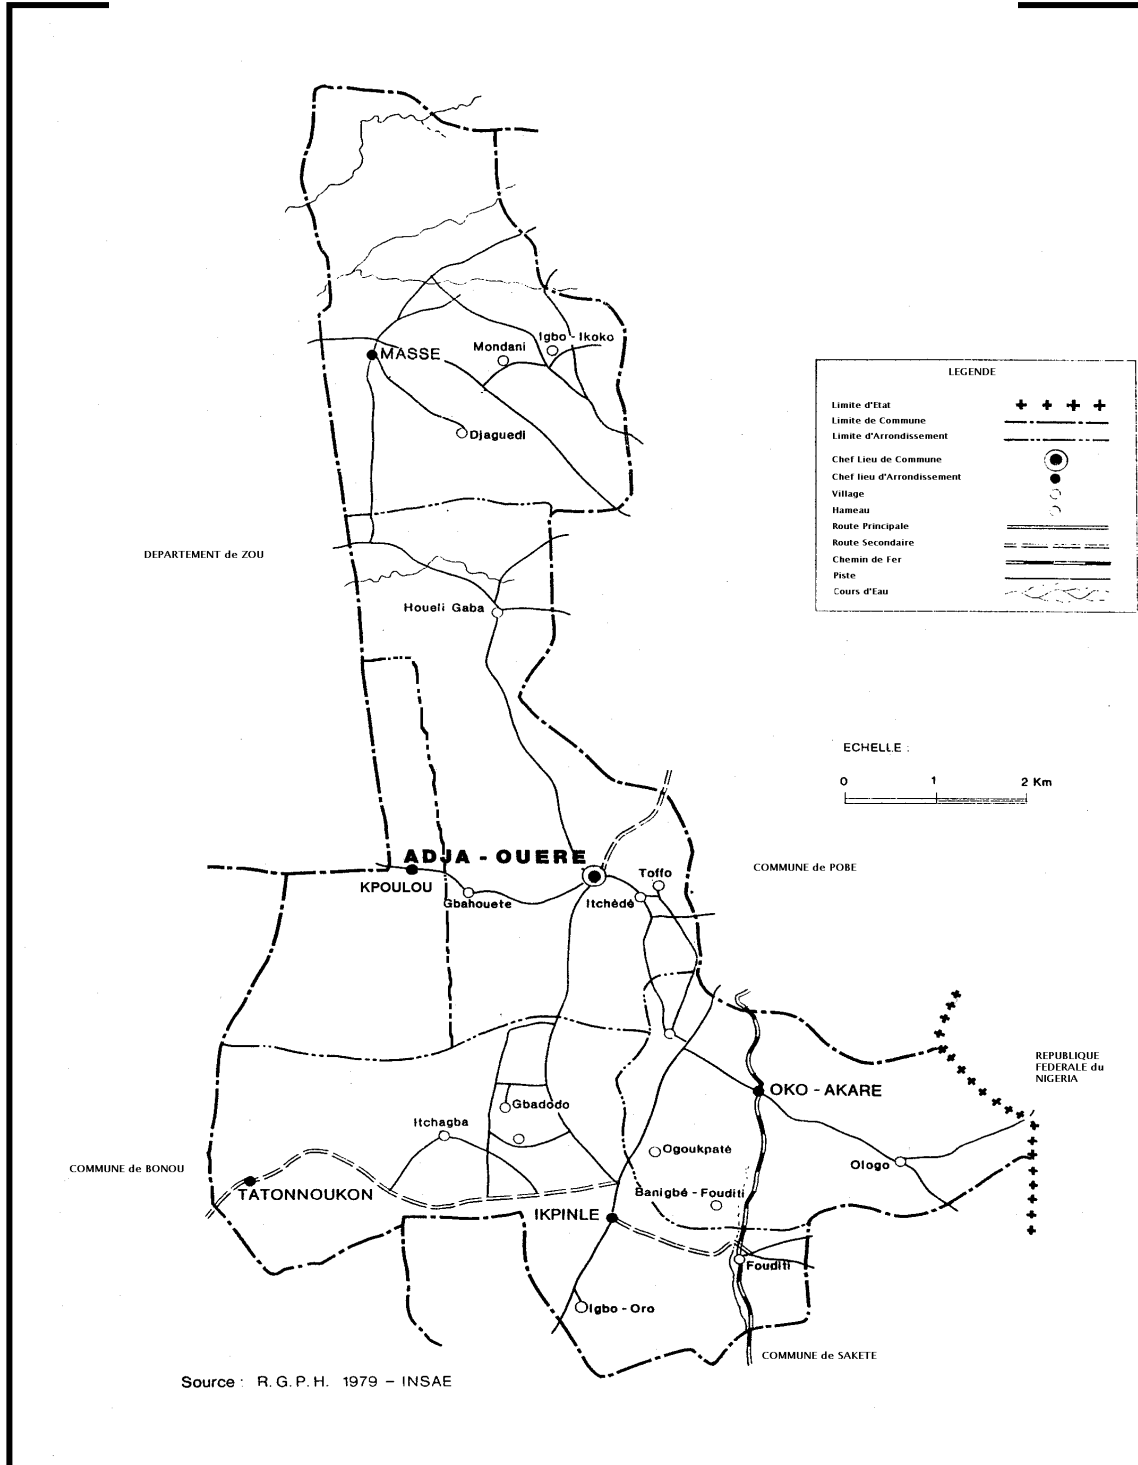 Igbo - Ikoko
Mondani
MASSE
Djaguedi
LEGENDE
Limite d'Etat
Limite de Commune
Limite d'Arrondissement
Chef Lieu de Commune
Chef lieu d'Arrondissement
Village
Hameau
Route Principale
Route Secondaire
Chemin de Fer
Piste
Cours d'Eau
DEPARTEMENT de ZOU
Houeli Gaba
ECHELLE :
0 1 2 Km
ADJA - OUERE
KPOULOU
Gbahouete
Itchèdé
Toffo
COMMUNE de POBE
REPUBLIQUE
FEDERALE du
NIGERIA
OKO - AKARE
Gbadodo
Itchagba
Ogoukpaté
Ologo
COMMUNE de BONOU
TATONNOUKON
Banigbé - Fouditi
IKPINLE
Fouditi
Igbo - Oro
COMMUNE de SAKETE
Source : R.G.P.H. 1979 - INSAE